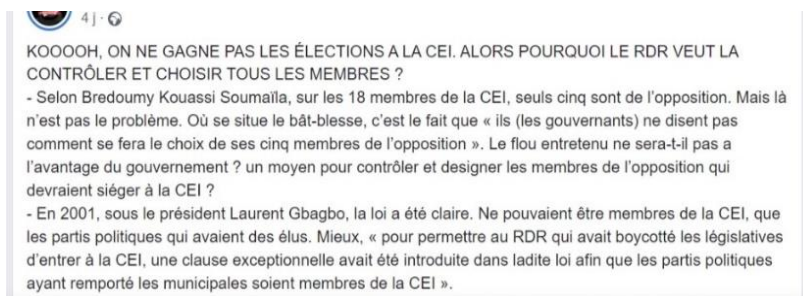 4 j ·
KOOOOH, ON NE GAGNE PAS LES ÉLECTIONS A LA CEI. ALORS POURQUOI LE RDR VEUT LA
CONTRÔLER ET CHOISIR TOUS LES MEMBRES ?
- Selon Bredoumy Kouassi Soumaïla, sur les 18 membres de la CEI, seuls cinq sont de l'opposition. Mais là
n'est pas le problème. Où se situe le bât-blesse, c'est le fait que « ils (les gouvernants) ne disent pas
comment se fera le choix de ses cinq membres de l'opposition ». Le flou entretenu ne sera-t-il pas a
l'avantage du gouvernement ? un moyen pour contrôler et designer les membres de l'opposition qui
devraient siéger à la CEI ?
- En 2001, sous le président Laurent Gbagbo, la loi a été claire. Ne pouvaient être membres de la CEI, que
les partis politiques qui avaient des élus. Mieux, « pour permettre au RDR qui avait boycotté les législatives
d'entrer à la CEI, une clause exceptionnelle avait été introduite dans ladite loi afin que les partis politiques
ayant remporté les municipales soient membres de la CEI ».